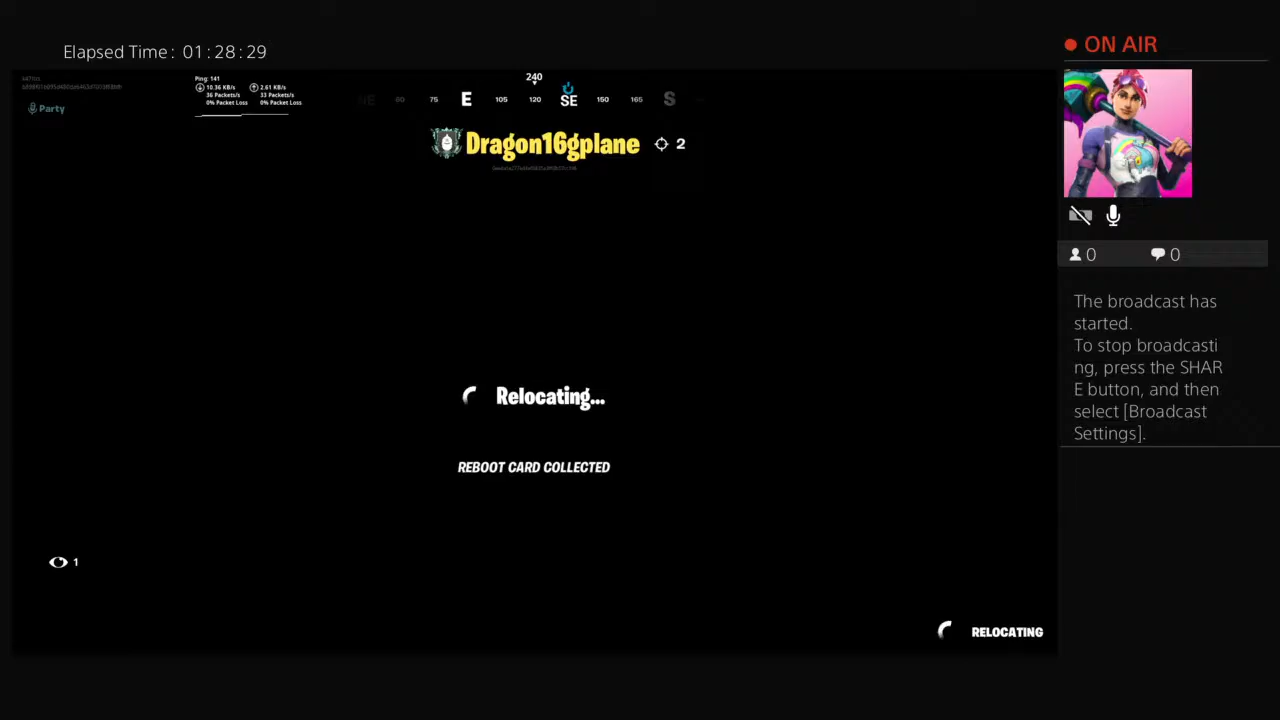 Elapsed Time: 01:28:29
ON AIR
Ping: 141
10.36 KB/s 2.61 KB/s
36 Packets/s 33 Packets/s
0% Packet Loss 0% Packet Loss
Party
240
NE 60 75 E 105 120 SE 150 165 S
Dragon16gplane 2
0 0
The broadcast has
started.
To stop broadcasti
ng, press the SHAR
E button, and then
select [Broadcast
Settings].
Relocating...
REBOOT CARD COLLECTED
1
RELOCATING